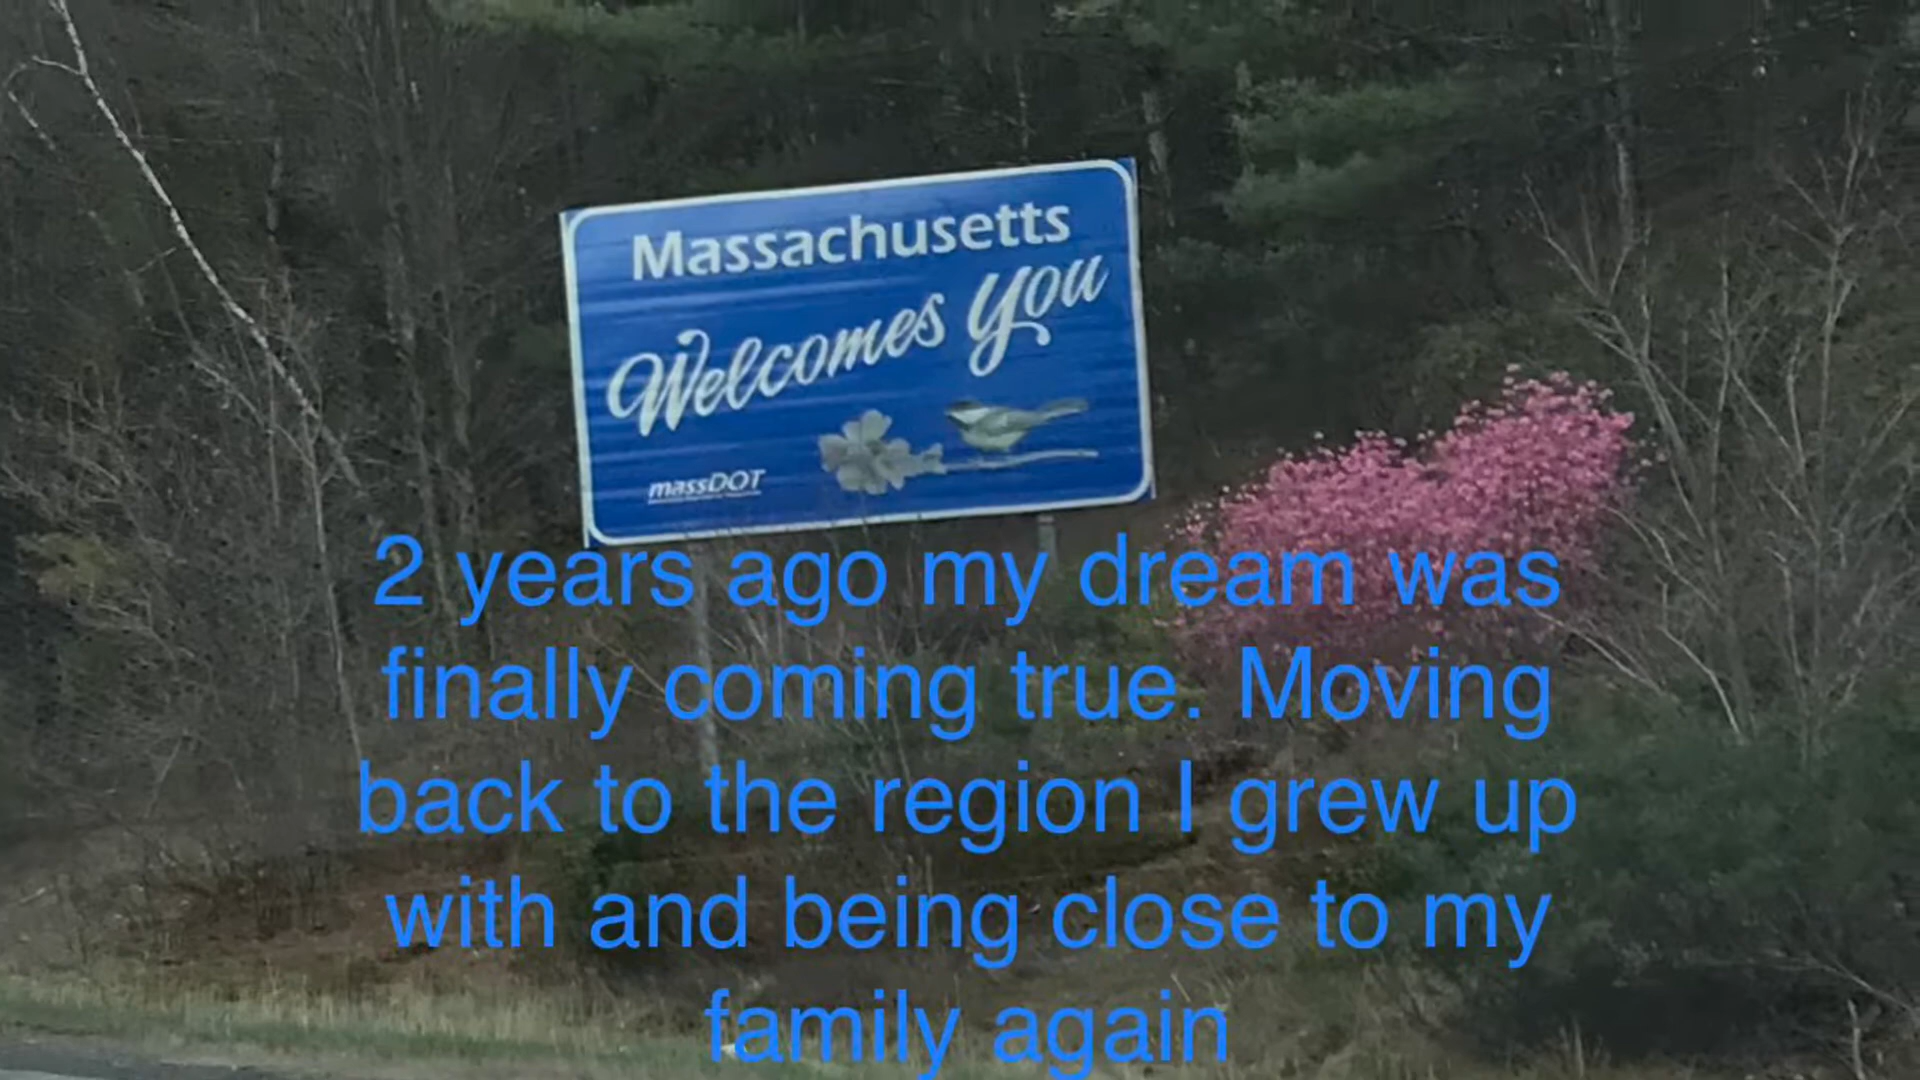 Massachusetts
Welcomes You
massDOT
2 years ago my dream was
finally coming true. Moving
back to the region I grew up
with and being close to my
family again